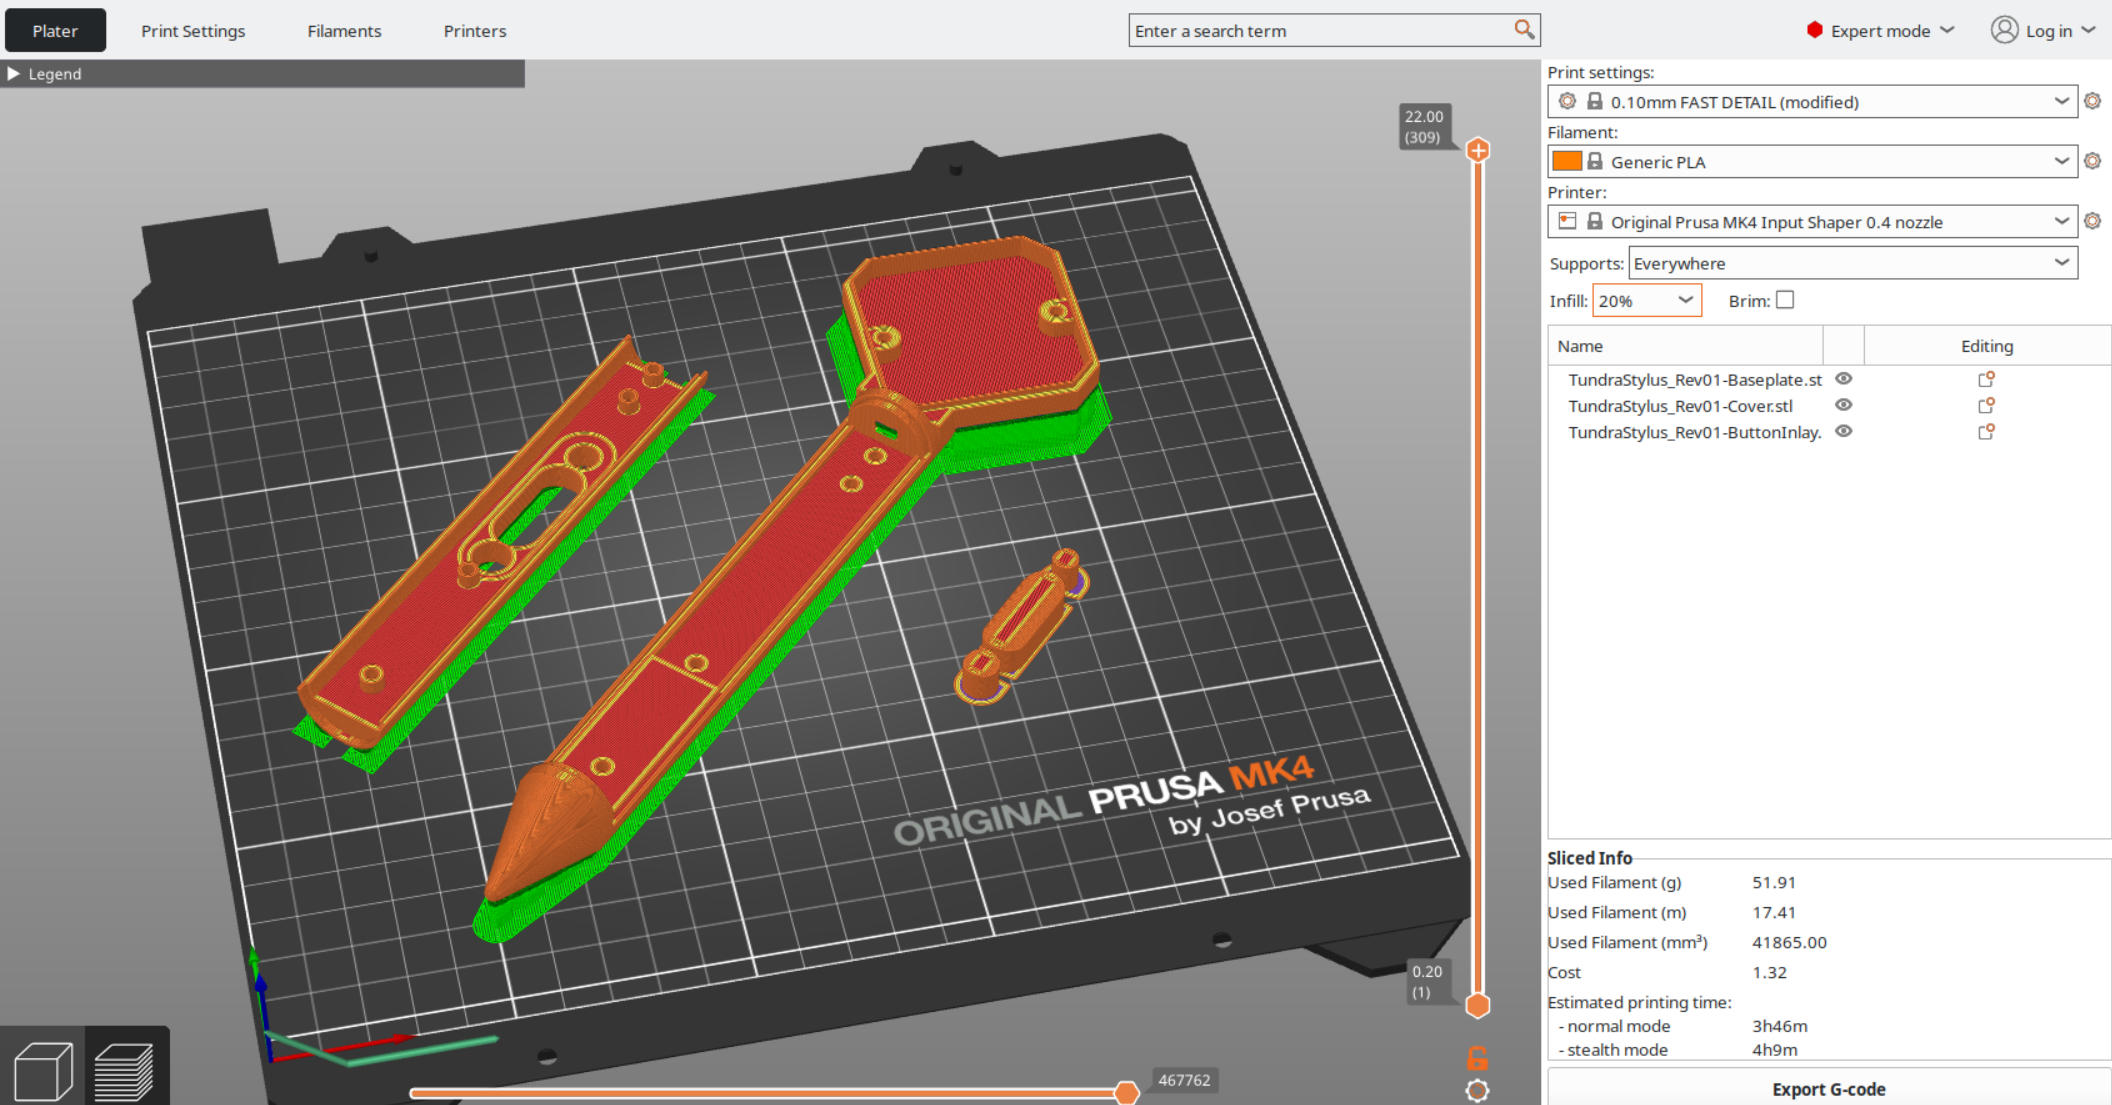 Plater
Print Settings
Filaments
Printers
Enter a search term
Expert mode
Log in
Legend
Print settings:
0.10mm FAST DETAIL (modified)
Filament:
Generic PLA
Printer:
Original Prusa MK4 Input Shaper 0.4 nozzle
Supports: Everywhere
Infill: 20% Brim:
Name Editing
TundraStylus_Rev01-Baseplate.st
TundraStylus_Rev01-Cover.stl
TundraStylus_Rev01-ButtonInlay.
22.00
(309)
ORIGINAL PRUSA MK4
by Josef Prusa
0.20
(1)
467762
Sliced Info
Used Filament (g) 51.91
Used Filament (m) 17.41
Used Filament (mm³) 41865.00
Cost 1.32
Estimated printing time:
- normal mode 3h46m
- stealth mode 4h9m
Export G-code